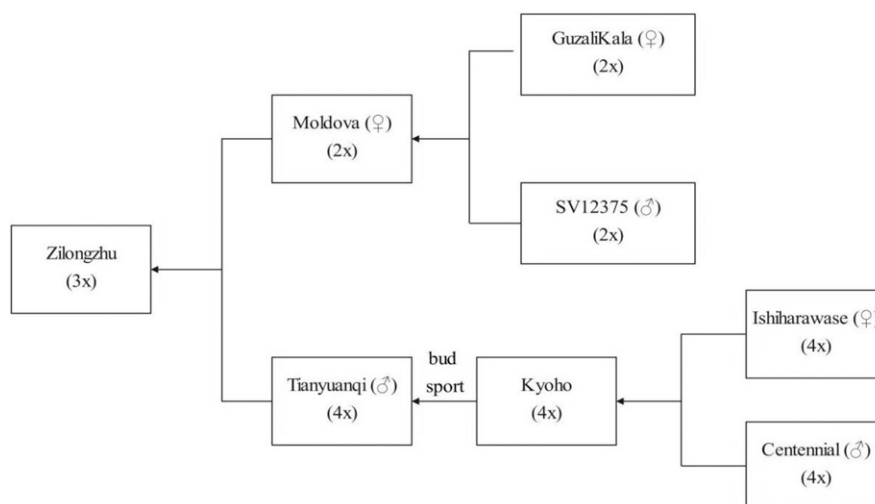 GuzaliKala (♀)
(2x)
Moldova (♀)
(2x)
SV12375 (♂)
(2x)
Zilongzhu
(3x)
Ishiharawase (♀)
(4x)
bud
sport
Tianyuanqi (♂)
(4x)
Kyoho
(4x)
Centennial (♂)
(4x)